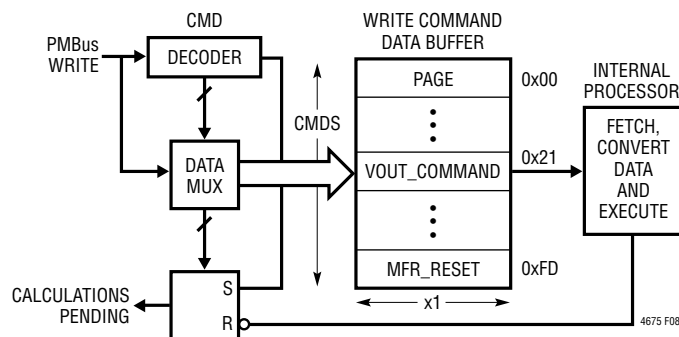 CMD
PMBus
WRITE
DECODER
DATA
MUX
CALCULATIONS
PENDING
S
R
CMDS
WRITE COMMAND
DATA BUFFER
PAGE
0x00
VOUT_COMMAND
0x21
MFR_RESET
0xFD
x1
INTERNAL
PROCESSOR
FETCH,
CONVERT
DATA
AND
EXECUTE
4675 F08